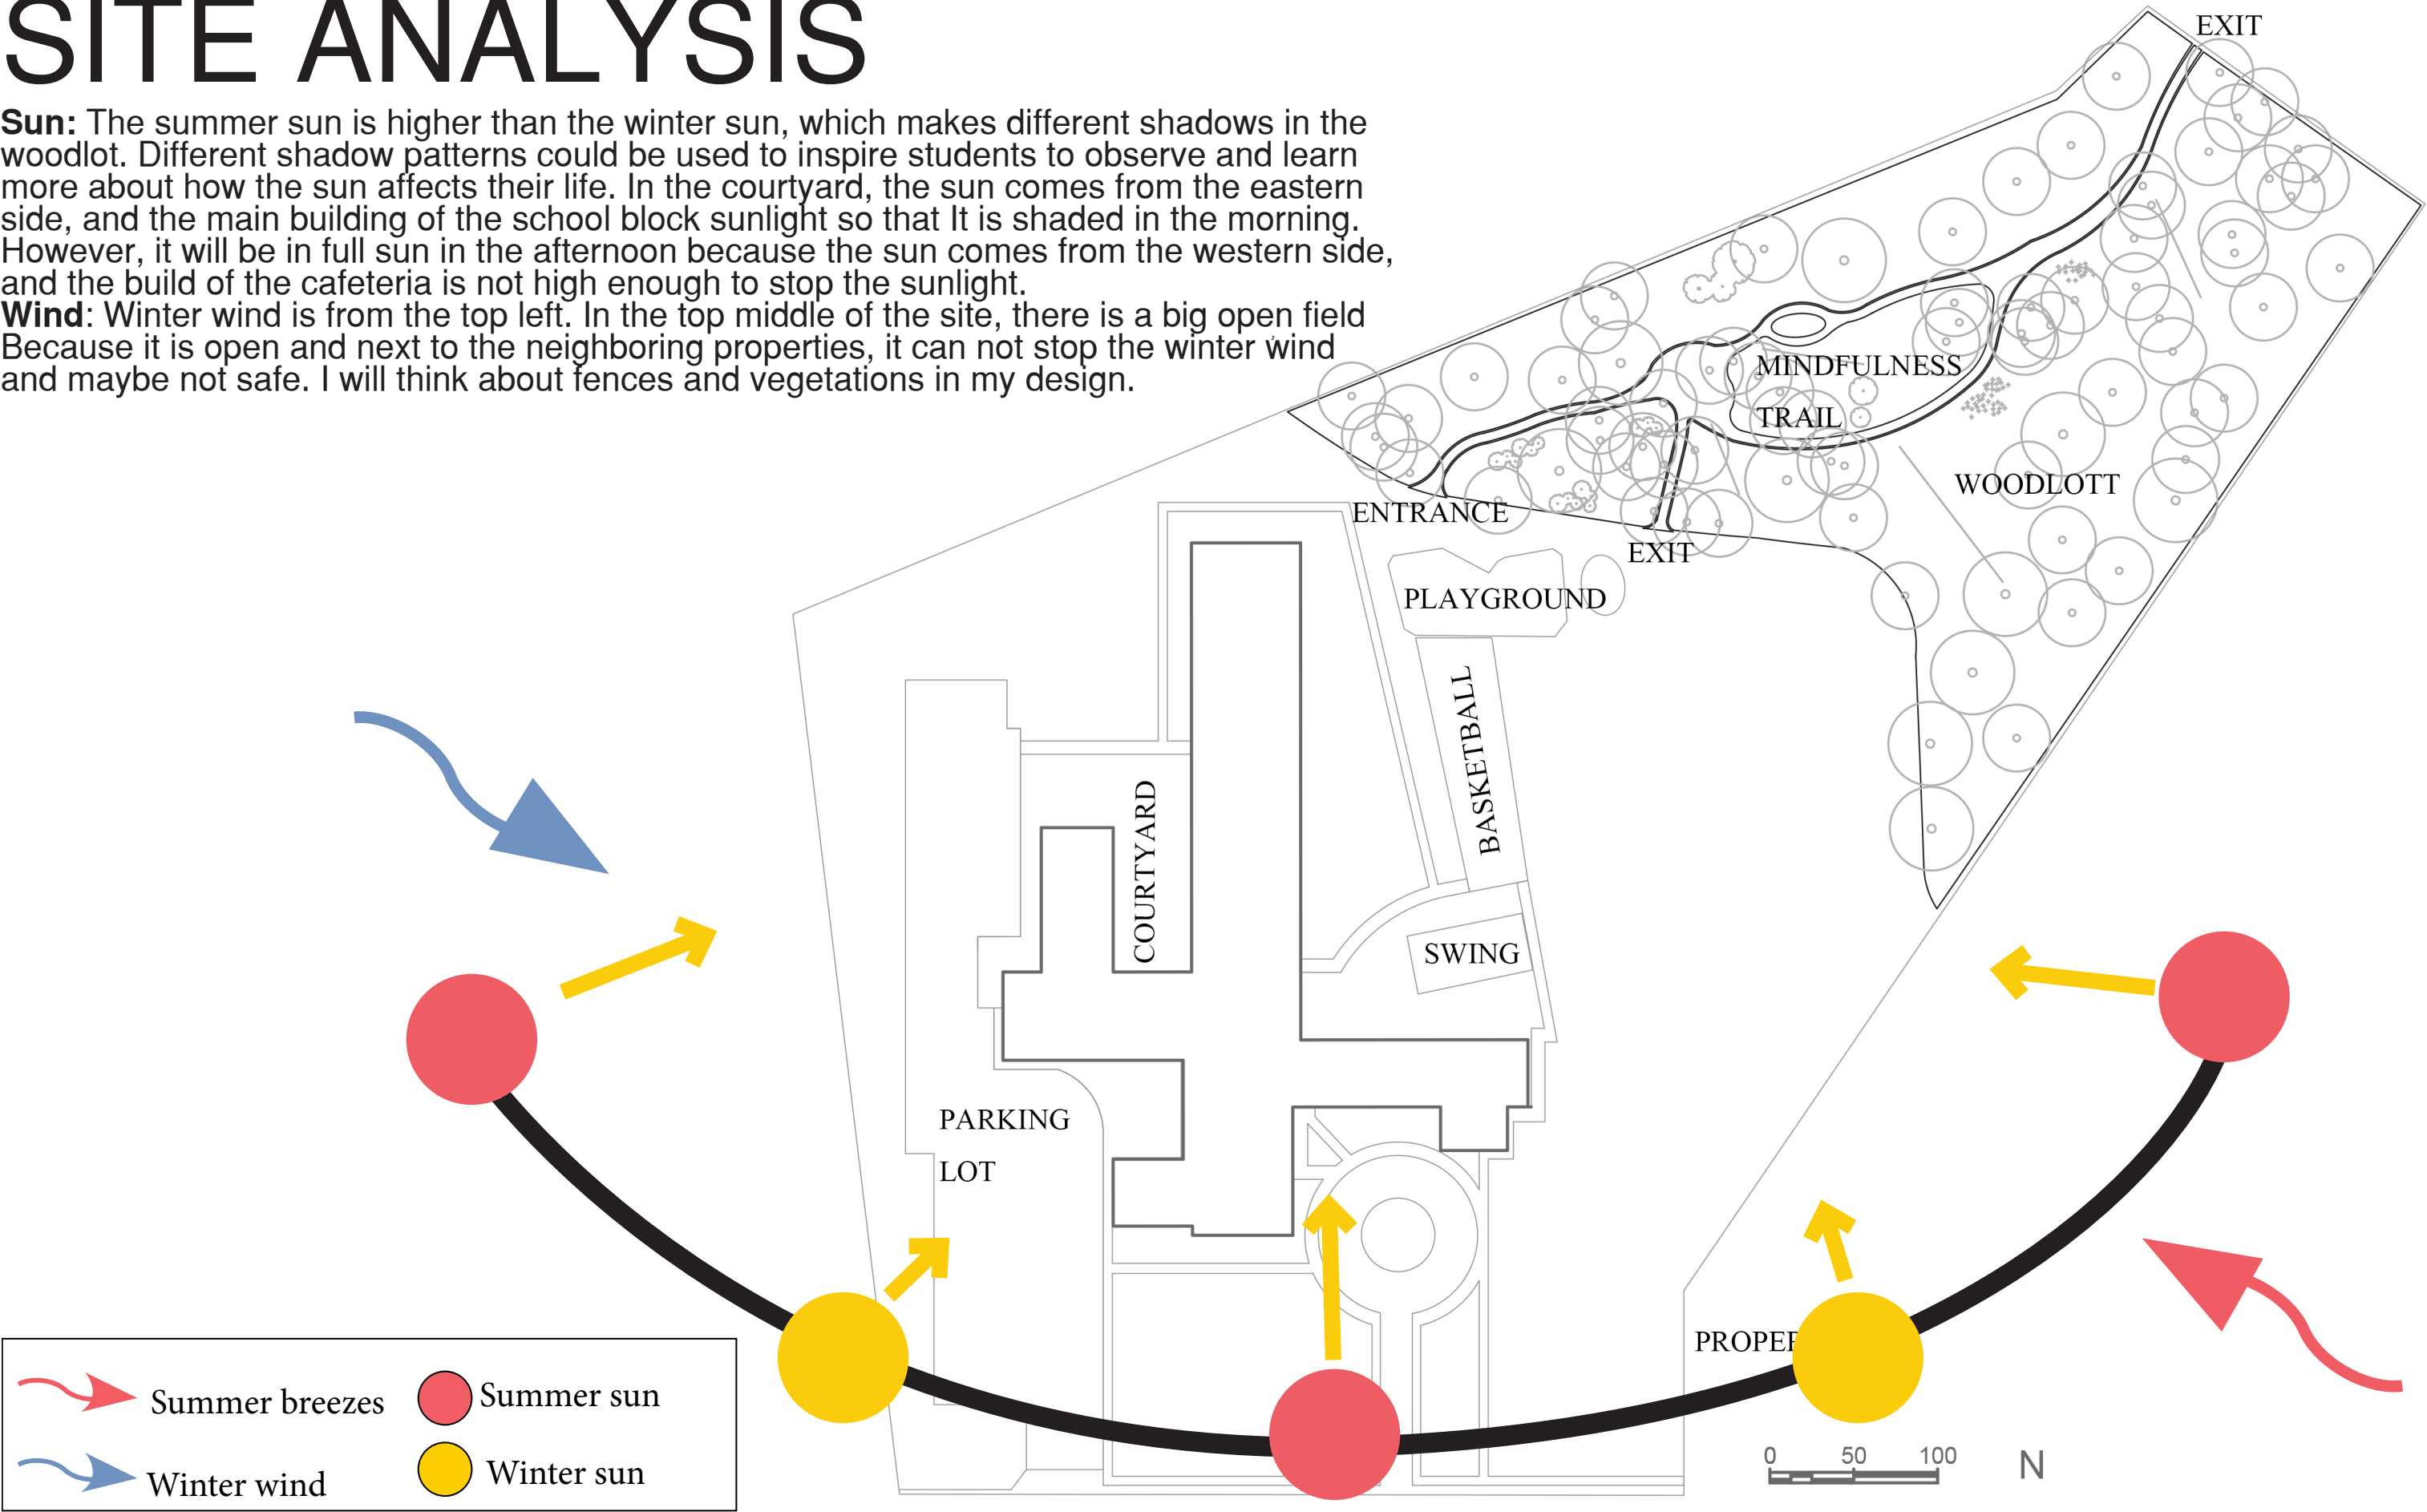 SITE ANALYSIS
Sun: The summer sun is higher than the winter sun, which makes different shadows in the
woodlot. Different shadow patterns could be used to inspire students to observe and learn
more about how the sun affects their life. In the courtyard, the sun comes from the eastern
side, and the main building of the school block sunlight so that It is shaded in the morning.
However, it will be in full sun in the afternoon because the sun comes from the western side,
and the build of the cafeteria is not high enough to stop the sunlight.
Wind: Winter wind is from the top left. In the top middle of the site, there is a big open field
Because it is open and next to the neighboring properties, it can not stop the winter wind
and maybe not safe. I will think about fences and vegetations in my design.
EXIT
MINDFULNESS
TRAIL
WOODLOTT
ENTRANCE
EXIT
PLAYGROUND
BASKETBALL
COURTYARD
SWING
PARKING
LOT
Summer breezes
Summer sun
Winter wind
Winter sun
0 50 100
N